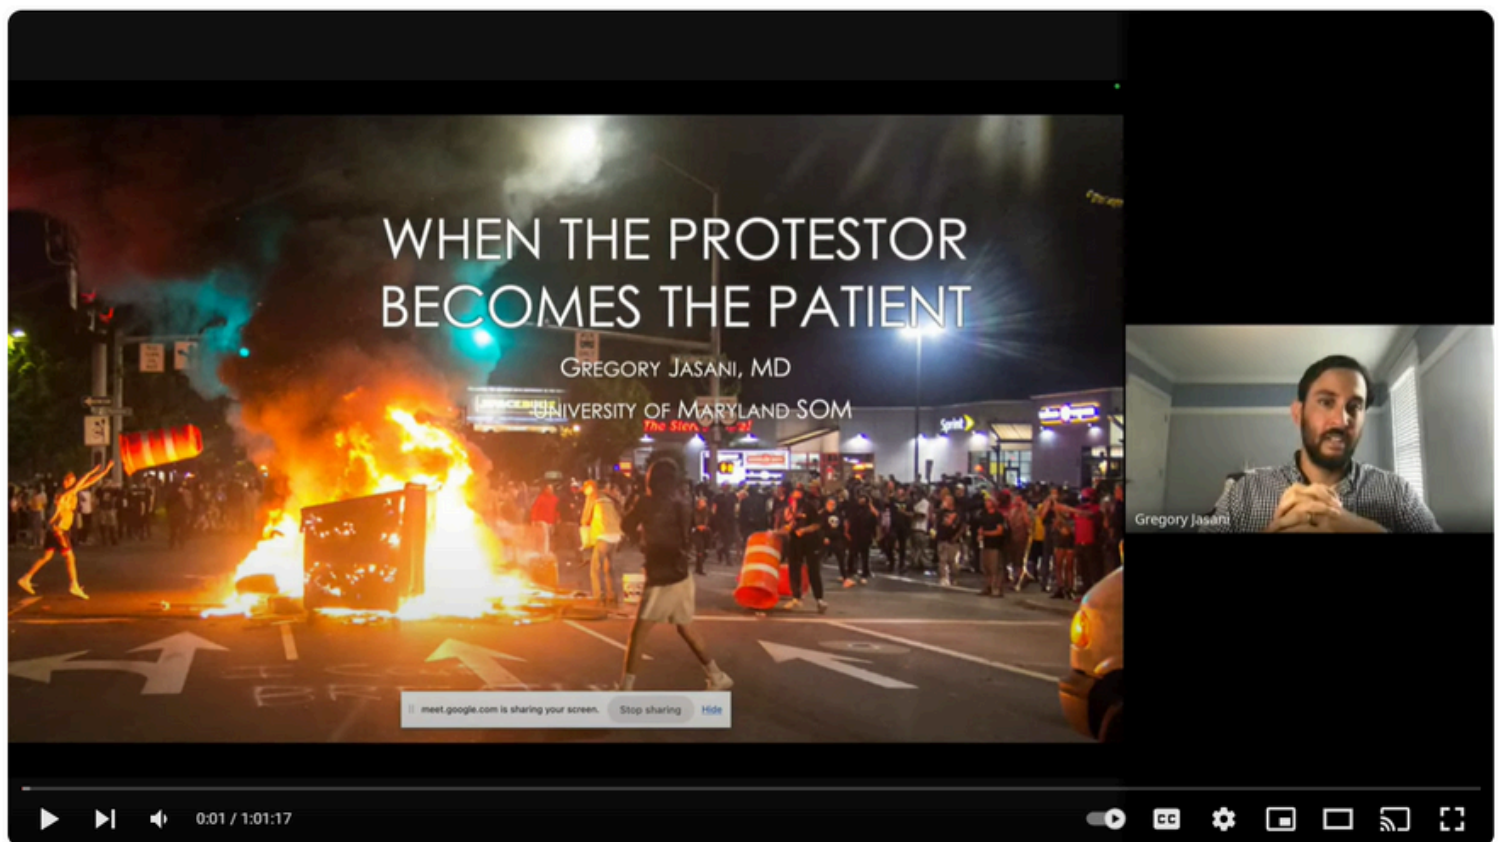 WHEN THE PROTESTOR
BECOMES THE PATIENT
GREGORY JASANI, MD
UNIVERSITY OF MARYLAND SOM
Sprint
Gregory Jasani
meet.google.com is sharing your screen.
Stop sharing
Hide
0:01 / 1:01:17
CC